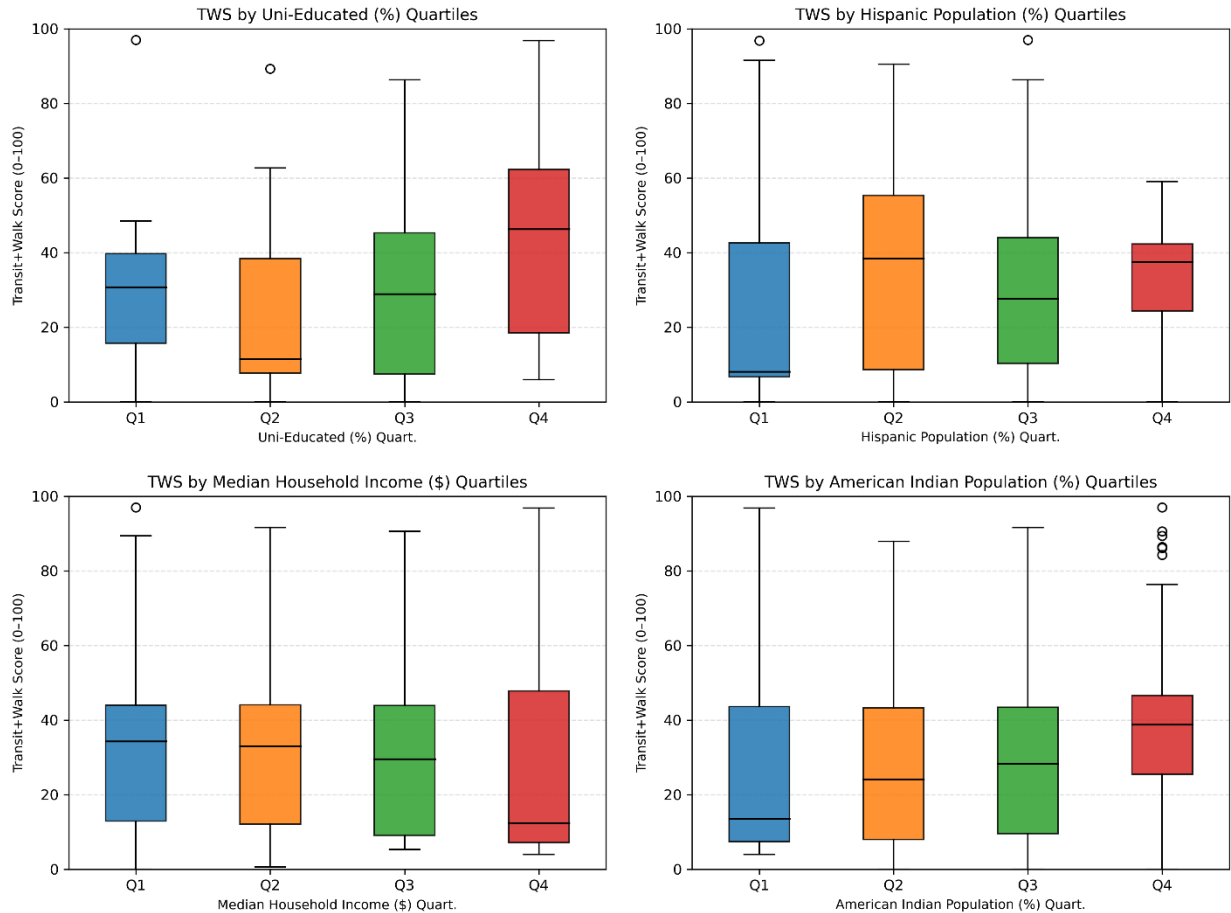 TWS by Uni-Educated (%) Quartiles
Transit+Walk Score (0–100)
100
80
60
40
20
0
Q1 Q2 Q3 Q4
Uni-Educated (%) Quart.
TWS by Hispanic Population (%) Quartiles
Transit+Walk Score (0–100)
100
80
60
40
20
0
Q1 Q2 Q3 Q4
Hispanic Population (%) Quart.
TWS by Median Household Income ($) Quartiles
Transit+Walk Score (0–100)
100
80
60
40
20
0
Q1 Q2 Q3 Q4
Median Household Income ($) Quart.
TWS by American Indian Population (%) Quartiles
Transit+Walk Score (0–100)
100
80
60
40
20
0
Q1 Q2 Q3 Q4
American Indian Population (%) Quart.